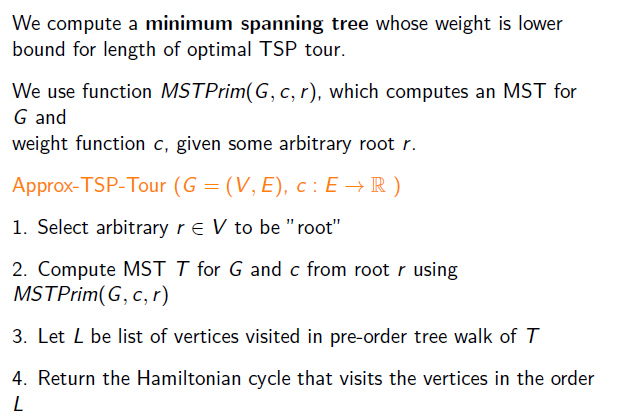 We compute a minimum spanning tree whose weight is lower
bound for length of optimal TSP tour.
We use function MSTPrim(G, c, r), which computes an MST for
G and
weight function c, given some arbitrary root r.
Approx-TSP-Tour (G = (V, E), c : E → ℝ )
1. Select arbitrary r ∈ V to be "root"
2. Compute MST T for G and c from root r using
MSTPrim(G, c, r)
3. Let L be list of vertices visited in pre-order tree walk of T
4. Return the Hamiltonian cycle that visits the vertices in the order
L